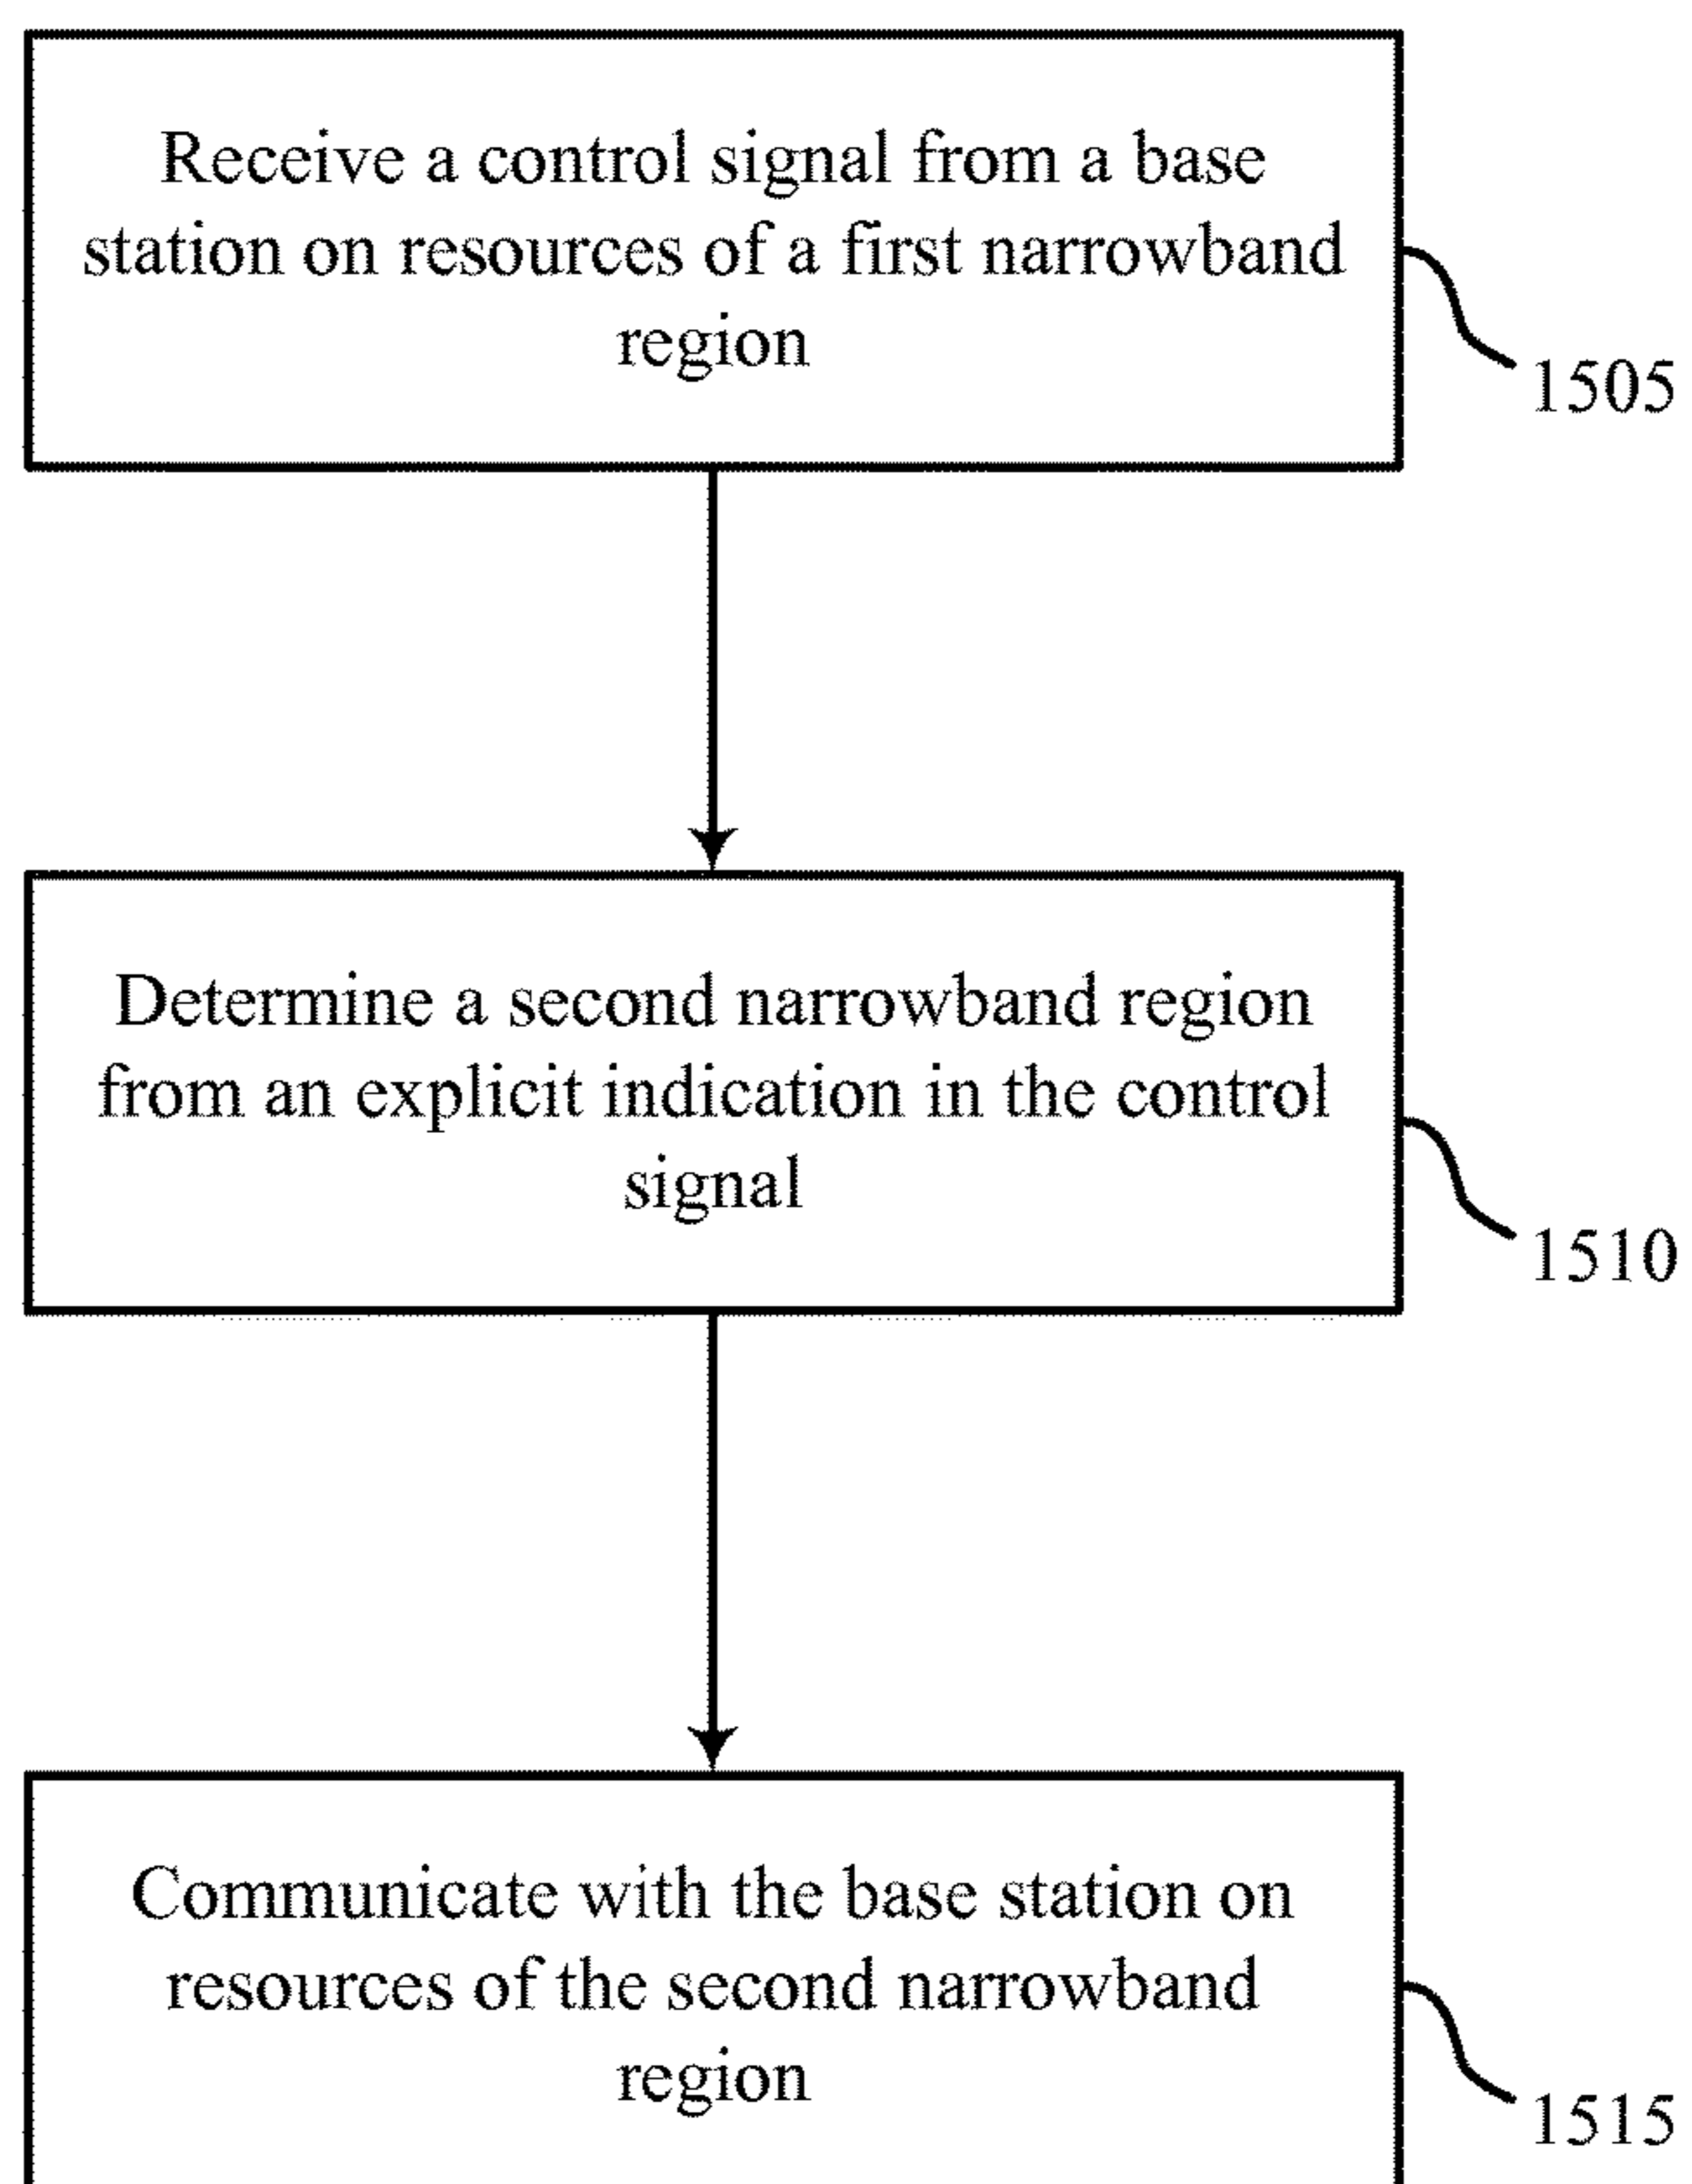 Receive a control signal from a base
station on resources of a first narrowband
region
1505
Determine a second narrowband region
from an explicit indication in the control
signal
1510
Communicate with the base station on
resources of the second narrowband
region
1515